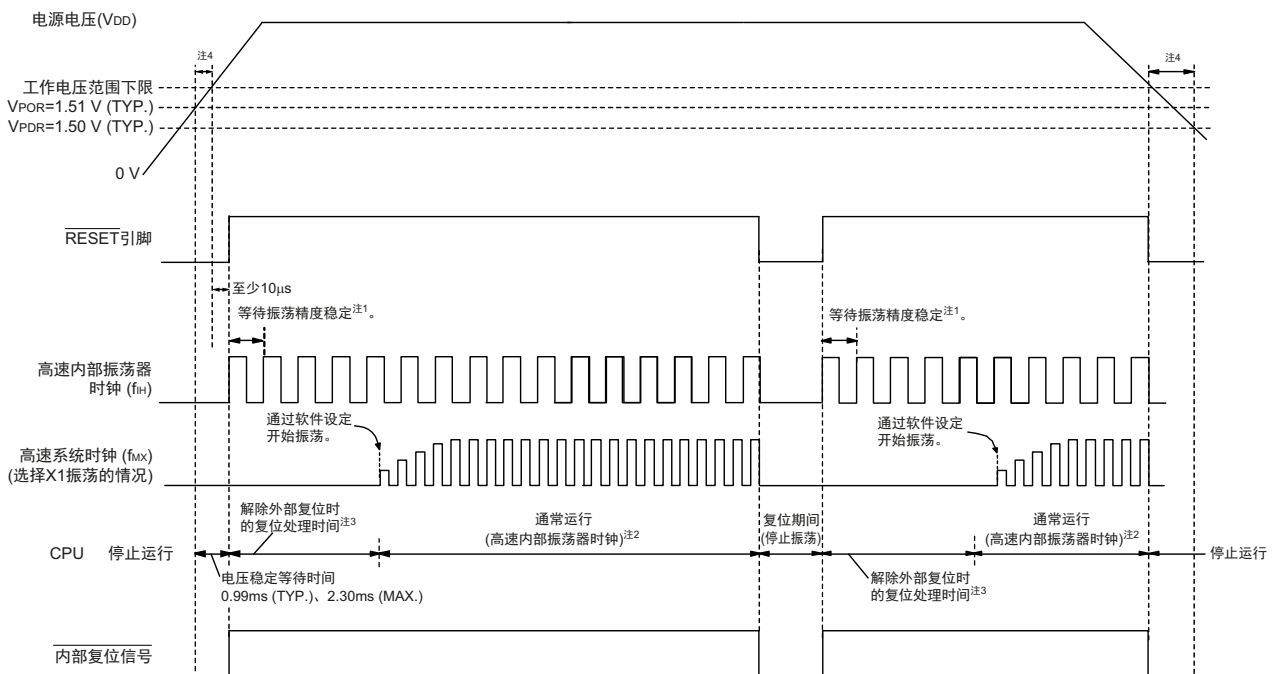 电源电压(VDD)
注4
注4
工作电压范围下限
VPOR=1.51 V (TYP.)
VPDR=1.50 V (TYP.)
0 V
RESET引脚
至少10μs
等待振荡精度稳定注1。
等待振荡精度稳定注1。
高速内部振荡器
时钟 (fIH)
通过软件设定
开始振荡。
通过软件设定
开始振荡。
高速系统时钟 (fMX)
(选择X1振荡的情况)
解除外部复位时
的复位处理时间注3
通常运行
(高速内部振荡器时钟)注2
复位期间
(停止振荡)
通常运行
(高速内部振荡器时钟)注2
CPU 停止运行
停止运行
电压稳定等待时间
0.99ms (TYP.)、2.30ms (MAX.)
解除外部复位时
的复位处理时间注3
内部复位信号